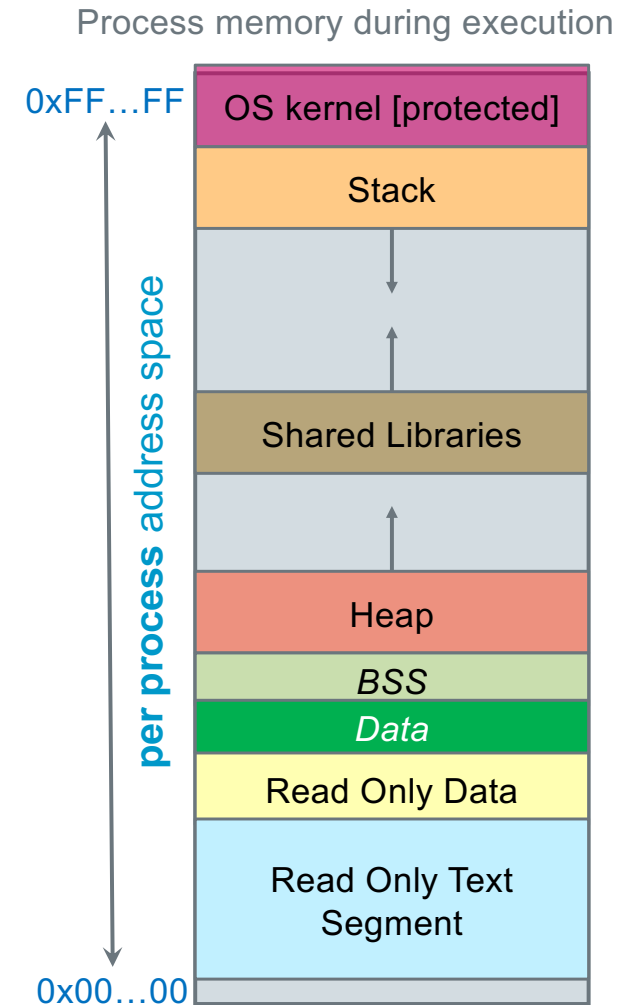 Process memory during execution
0xFF...FF
OS kernel [protected]
Stack
per process address space
Shared Libraries
Heap
BSS
Data
Read Only Data
Read Only Text
Segment
0x00...00